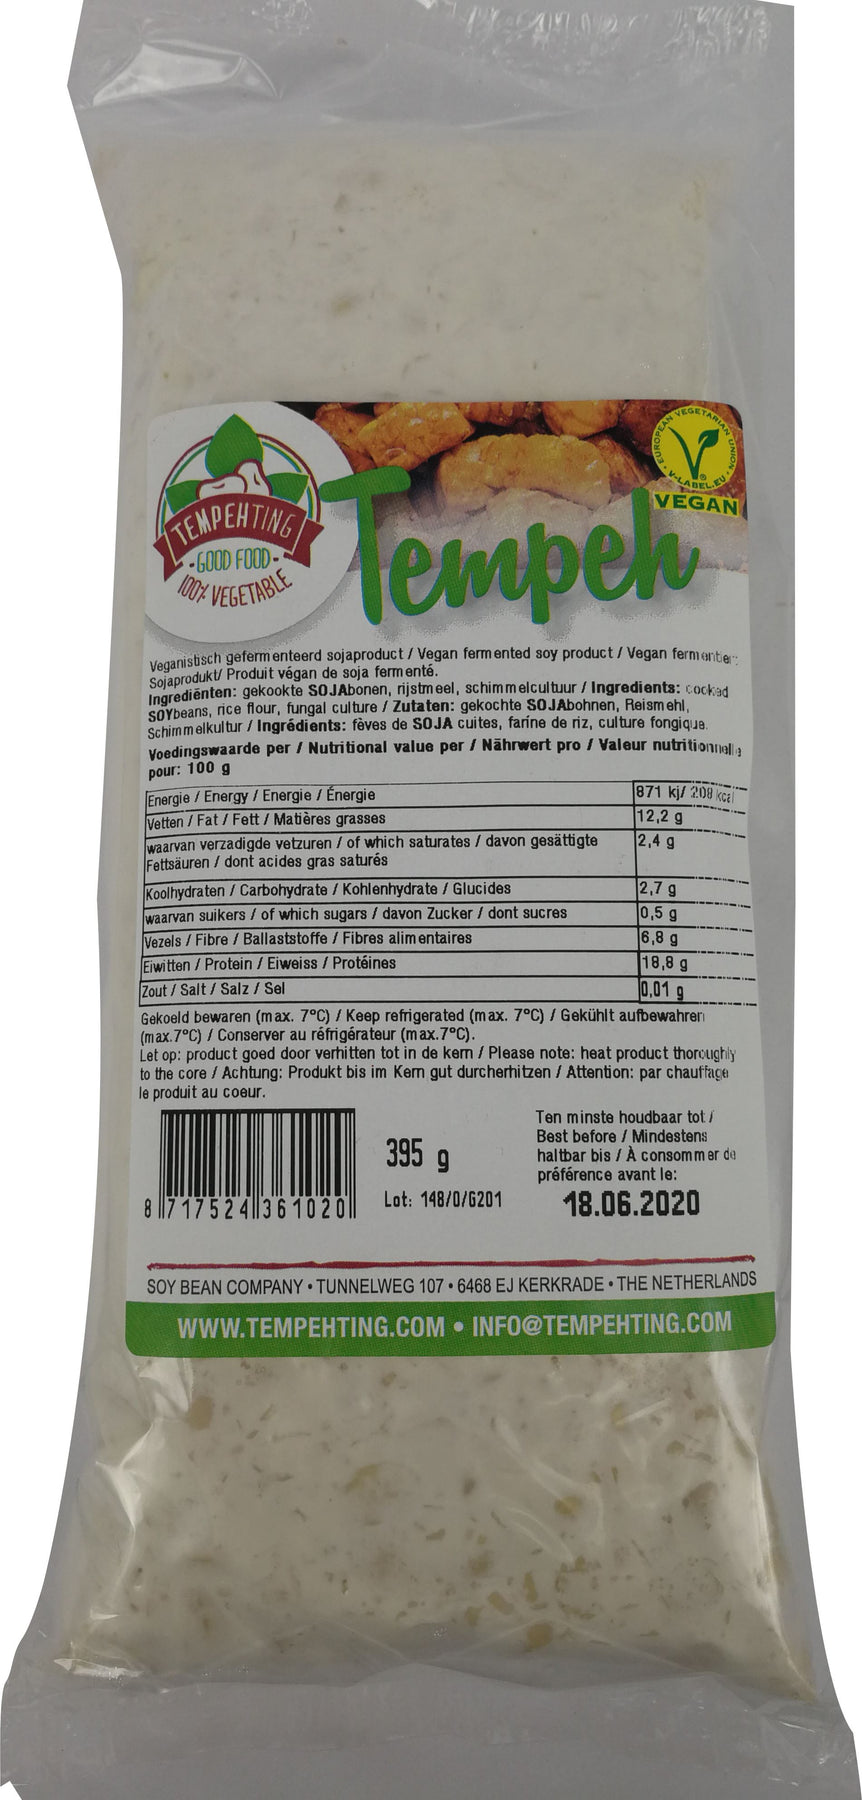 EUROPEAN VEGETARIAN UNION
V-LABEL.EU
VEGAN
TEMPEHTING
- GOOD FOOD -
100% VEGETABLE
Tempeh
Veganistisch gefermenteerd sojaproduct / Vegan fermented soy product / Vegan
Sojaprodukt/ Produit végan de soja fermenté.
Ingrediënten: gekookte SOJAbonen, rijstmeel, schimmelcultuur / Ingredients: cooked
SOYbeans, rice flour, fungal culture / Zutaten: gekochte SOJAbohnen, Reismehl,
Schimmelkultur / Ingrédients: fèves de SOJA cuites, farine de riz, culture fongique.
Voedingswaarde per / Nutritional value per / Nährwert pro / Valeur nutritionnelle
pour: 100 g
Energie / Energy / Energie / Énergie 871 kj/ 208 kcal
Vetten / Fat / Fett / Matières grasses 12,2 g
waarvan verzadigde vetzuren / of which saturates / davon gesättigte 2,4 g
Fettsäuren / dont acides gras saturés
Koolhydraten / Carbohydrate / Kohlenhydrate / Glucides 2,7 g
waarvan suikers / of which sugars / davon Zucker / dont sucres 0,5 g
Vezels / Fibre / Ballaststoffe / Fibres alimentaires 6,8 g
Eiwitten / Protein / Eiweiss / Protéines 18,8 g
Zout / Salt / Salz / Sel 0,01 g
Gekoeld bewaren (max. 7°C) / Keep refrigerated (max. 7°C) / Gekühlt aufbewahren
(max.7°C) / Conserver au réfrigérateur (max.7°C).
Let op: product goed door verhitten tot in de kern / Please note: heat product thoroughly
to the core / Achtung: Produkt bis im Kern gut durcherhitzen / Attention: par chauffage
le produit au coeur.
Ten minste houdbaar tot /
Best before / Mindestens
haltbar bis / À consommer de
préférence avant le:
18.06.2020
395 g
Lot: 148/0/6201
8 717524 361020
SOY BEAN COMPANY • TUNNELWEG 107 • 6468 EJ KERKRADE • THE NETHERLANDS
WWW.TEMPEHTING.COM • INFO@TEMPEHTING.COM